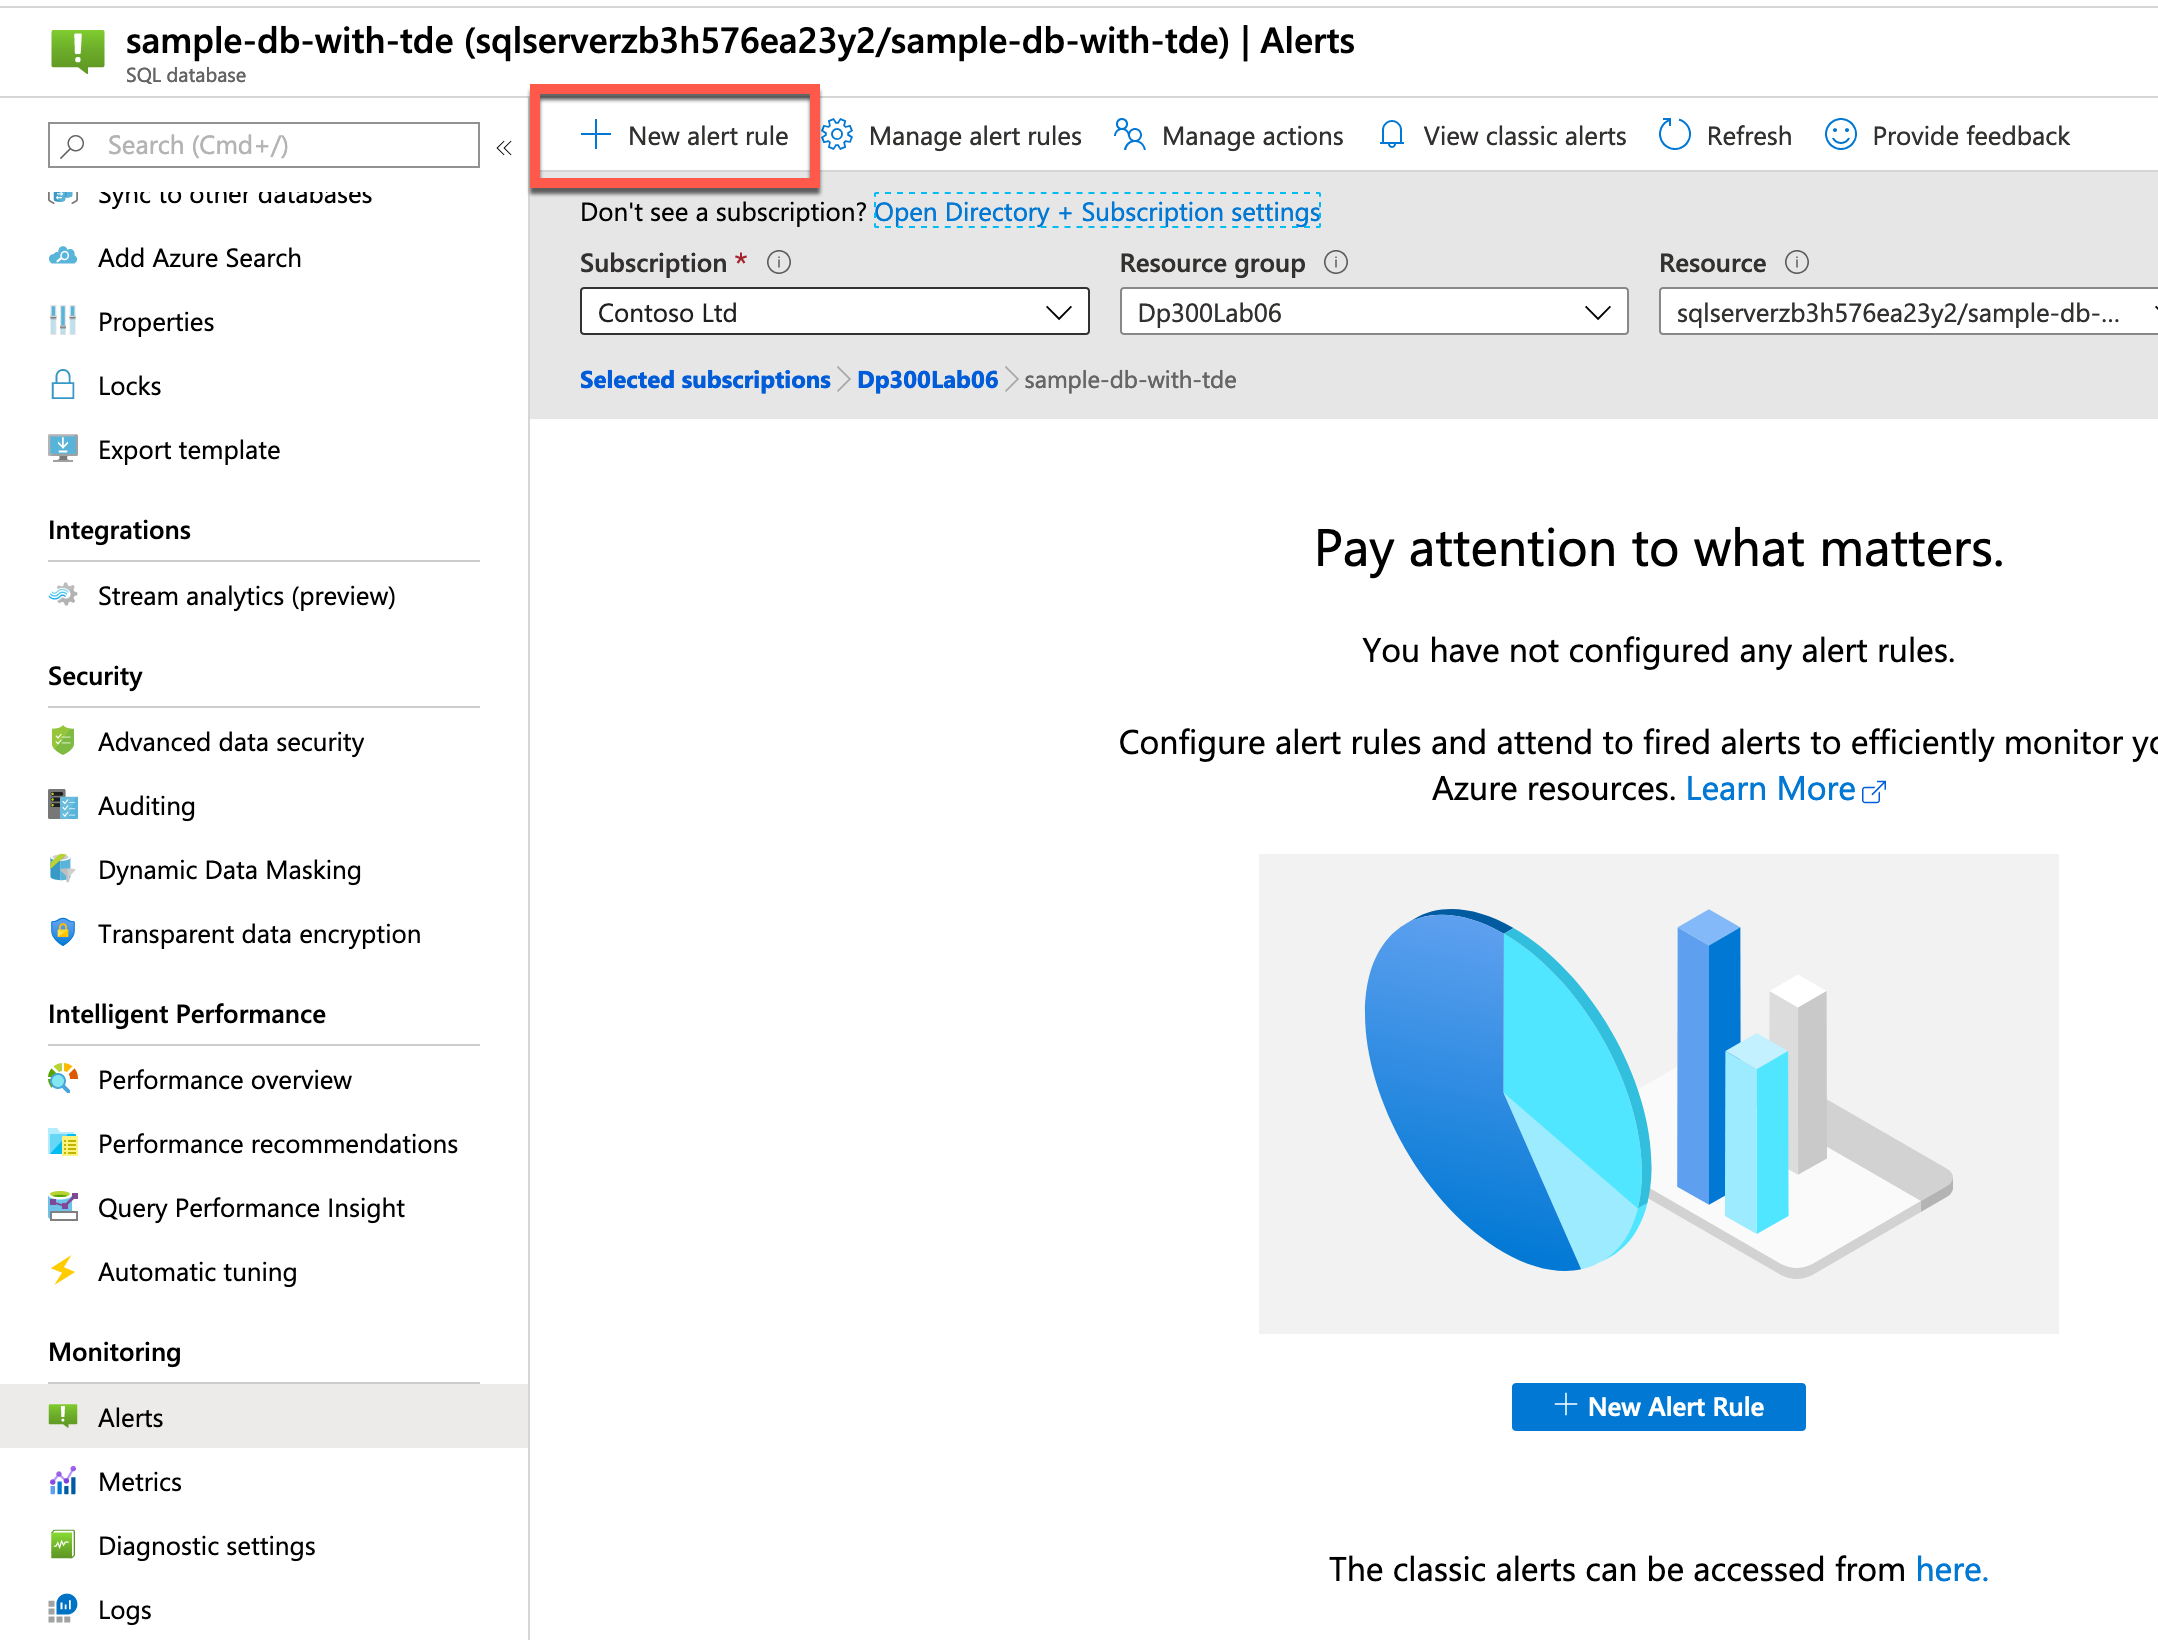 sample-db-with-tde (sqlserverzb3h576ea23y2/sample-db-with-tde) | Alerts
SQL database
Search (Cmd+/)
«
Sync to other databases
Add Azure Search
Properties
Locks
Export template
Integrations
Stream analytics (preview)
Security
Advanced data security
Auditing
Dynamic Data Masking
Transparent data encryption
Intelligent Performance
Performance overview
Performance recommendations
Query Performance Insight
Automatic tuning
Monitoring
Alerts
Metrics
Diagnostic settings
Logs
New alert rule Manage alert rules Manage actions View classic alerts Refresh Provide feedback
Don't see a subscription? Open Directory + Subscription settings
Subscription * Resource group Resource
Contoso Ltd Dp300Lab06 sqlserverzb3h576ea23y2/sample-db-...
Selected subscriptions > Dp300Lab06 > sample-db-with-tde
Pay attention to what matters.
You have not configured any alert rules.
Configure alert rules and attend to fired alerts to efficiently monitor
Azure resources. Learn More
+ New Alert Rule
The classic alerts can be accessed from here.